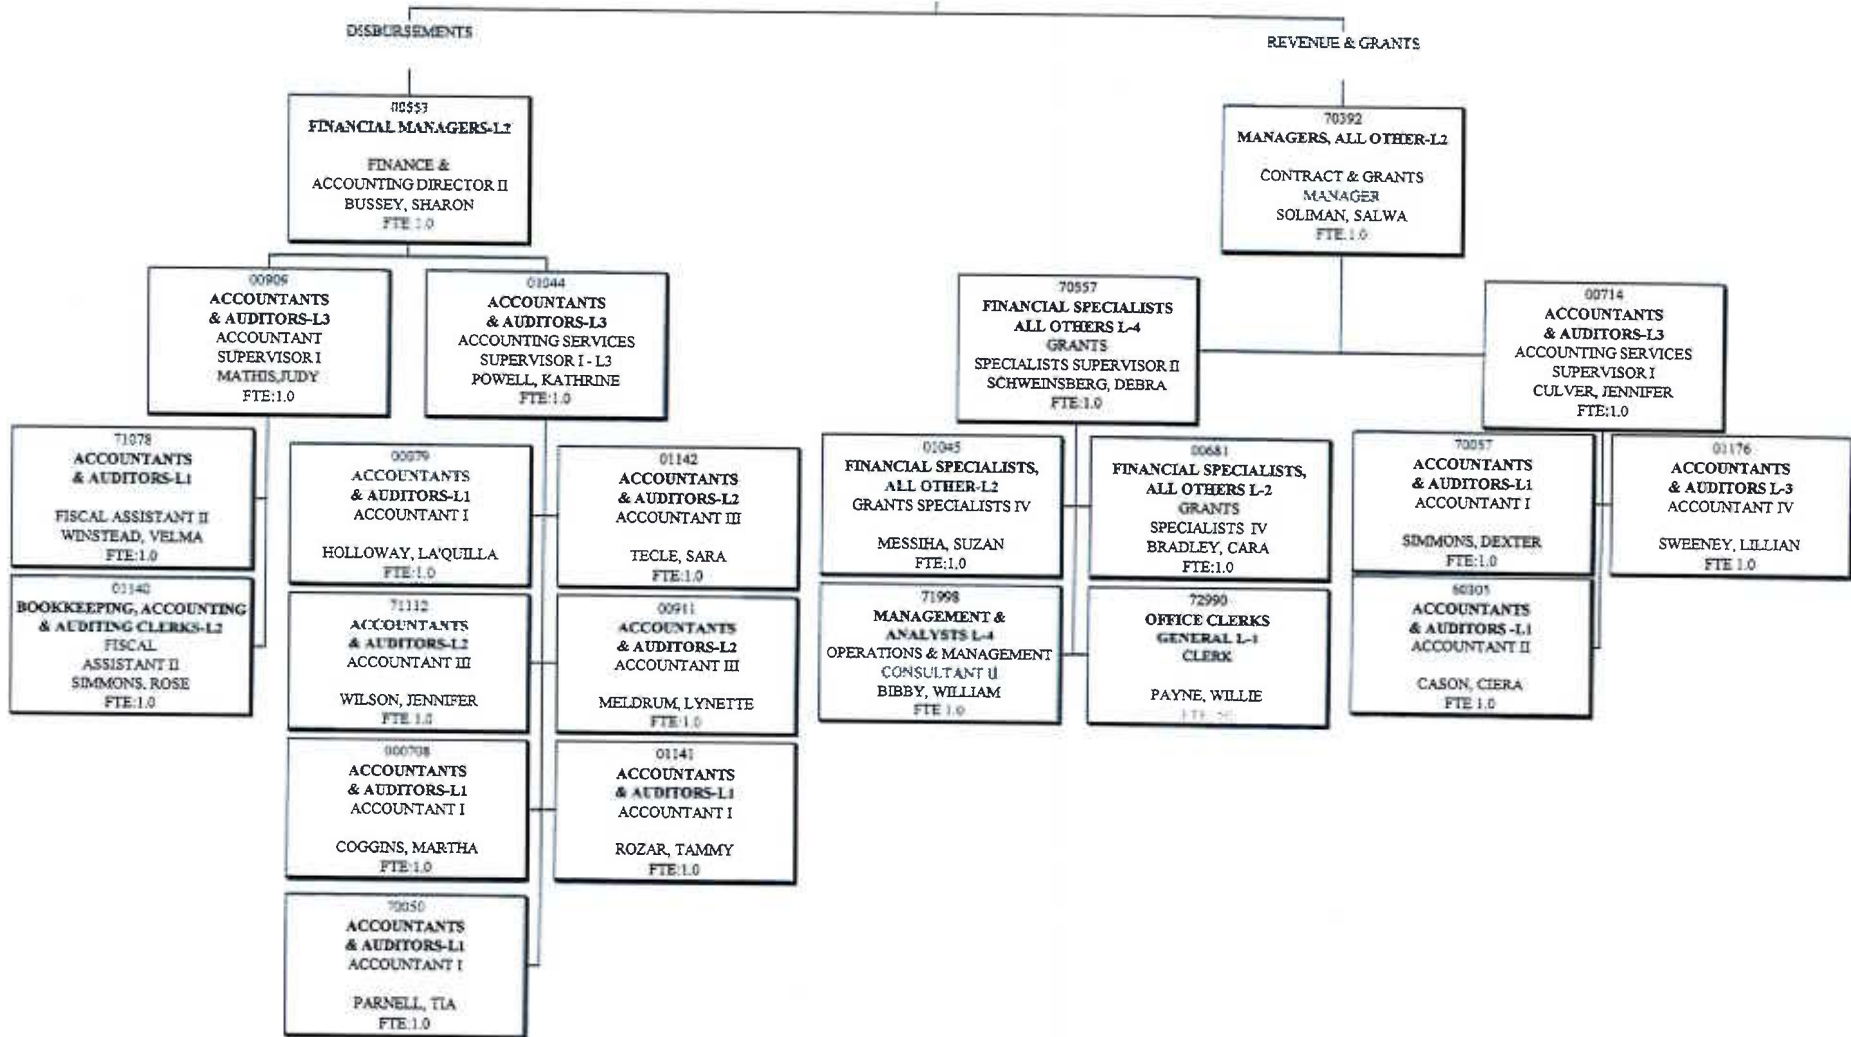 DISBURSEMENTS
REVENUE & GRANTS
00553
FINANCIAL MANAGERS-L2
FINANCE &
ACCOUNTING DIRECTOR II
BUSSEY, SHARON
FTE 1.0
70392
MANAGERS, ALL OTHER-L2
CONTRACT & GRANTS
MANAGER
SOLIMAN, SALWA
FTE:1.0
00909
ACCOUNTANTS
& AUDITORS-L3
ACCOUNTANT
SUPERVISOR I
MATHIS,JUDY
FTE:1.0
01044
ACCOUNTANTS
& AUDITORS-L3
ACCOUNTING SERVICES
SUPERVISOR I - L3
POWELL, KATHRINE
FTE:1.0
70557
FINANCIAL SPECIALISTS
ALL OTHERS L-4
GRANTS
SPECIALISTS SUPERVISOR II
SCHWEINSBERG, DEBRA
FTE:1.0
00714
ACCOUNTANTS
& AUDITORS-L3
ACCOUNTING SERVICES
SUPERVISOR I
CULVER, JENNIFER
FTE:1.0
71078
ACCOUNTANTS
& AUDITORS-L1
FISCAL ASSISTANT II
WINSTEAD, VELMA
FTE:1.0
00079
ACCOUNTANTS
& AUDITORS-L1
ACCOUNTANT I
HOLLOWAY, LA'QUILLA
FTE:1.0
01142
ACCOUNTANTS
& AUDITORS-L2
ACCOUNTANT III
TECLE, SARA
FTE:1.0
01045
FINANCIAL SPECIALISTS,
ALL OTHER-L2
GRANTS SPECIALISTS IV
MESSIHA, SUZAN
FTE:1.0
00681
FINANCIAL SPECIALISTS,
ALL OTHERS L-2
GRANTS
SPECIALISTS IV
BRADLEY, CARA
FTE:1.0
70057
ACCOUNTANTS
& AUDITORS-L1
ACCOUNTANT I
SIMMONS, DEXTER
FTE:1.0
01176
ACCOUNTANTS
& AUDITORS L-3
ACCOUNTANT IV
SWEENEY, LILLIAN
FTE 1.0
01140
BOOKKEEPING, ACCOUNTING
& AUDITING CLERKS-L2
FISCAL
ASSISTANT II
SIMMONS, ROSE
FTE:1.0
71112
ACCOUNTANTS
& AUDITORS-L2
ACCOUNTANT III
WILSON, JENNIFER
FTE 1.0
00911
ACCOUNTANTS
& AUDITORS-L2
ACCOUNTANT III
MELDRUM, LYNETTE
FTE:1.0
71998
MANAGEMENT &
ANALYSTS L-4
OPERATIONS & MANAGEMENT
CONSULTANT II
BIBBY, WILLIAM
FTE 1.0
72990
OFFICE CLERKS
GENERAL L-1
CLERK
PAYNE, WILLIE
60305
ACCOUNTANTS
& AUDITORS -L1
ACCOUNTANT II
CASON, CIERA
FTE 1.0
000708
ACCOUNTANTS
& AUDITORS-L1
ACCOUNTANT I
COGGINS, MARTHA
FTE:1.0
01141
ACCOUNTANTS
& AUDITORS-L1
ACCOUNTANT I
ROZAR, TAMMY
FTE:1.0
70050
ACCOUNTANTS
& AUDITORS-L1
ACCOUNTANT I
PARNELL, TIA
FTE:1.0